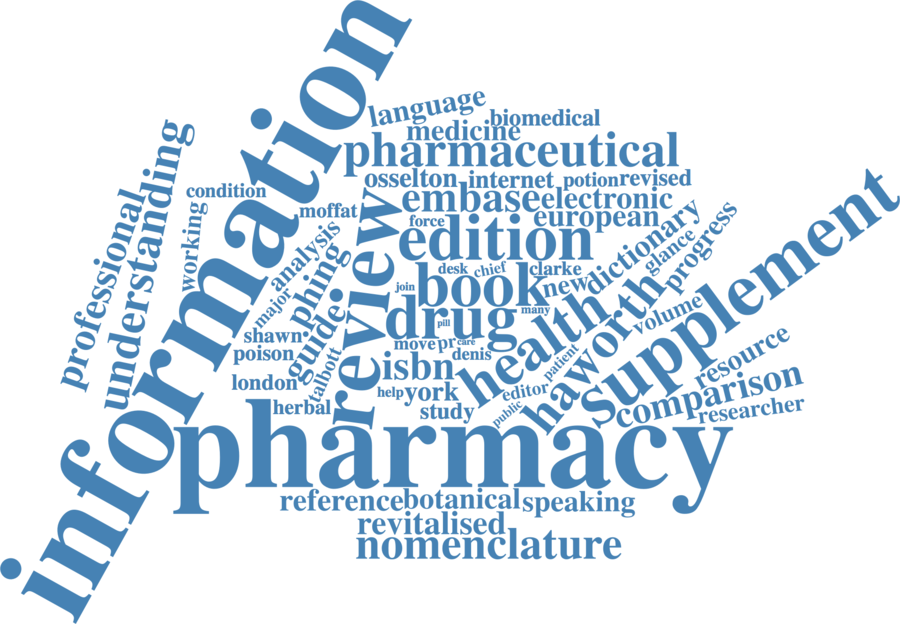 information
language
biomedical
medicine
pharmaceutical
understanding
professional
condition
osselton
internet
potion
revised
embase
electronic
working
moffat
force
european
supplement
edition
analysis
review
dictionary
glance
progress
phing
desk
chief
clarke
book
new
join
major
many
drug
pill
haworth
health
volume
guide
shawn
move
pr
care
poison
denis
patient
isbn
resource
talbott
london
help
york
editor
comparison
herbal
study
public
researcher
pharmacy
reference
botanical
speaking
revitalised
nomenclature